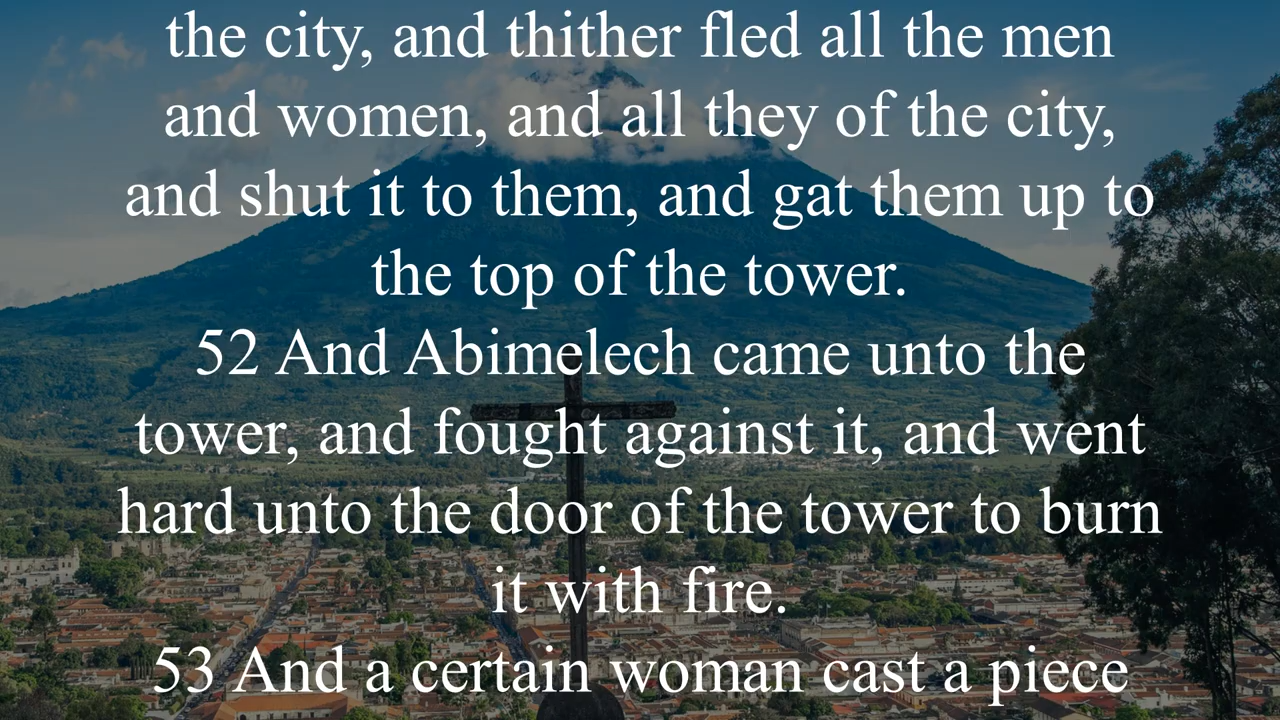 the city, and thither fled all the men
and women, and all they of the city,
and shut it to them, and gat them up to
the top of the tower.
52 And Abimelech came unto the
tower, and fought against it, and went
hard unto the door of the tower to burn
it with fire.
53 And a certain woman cast a piece